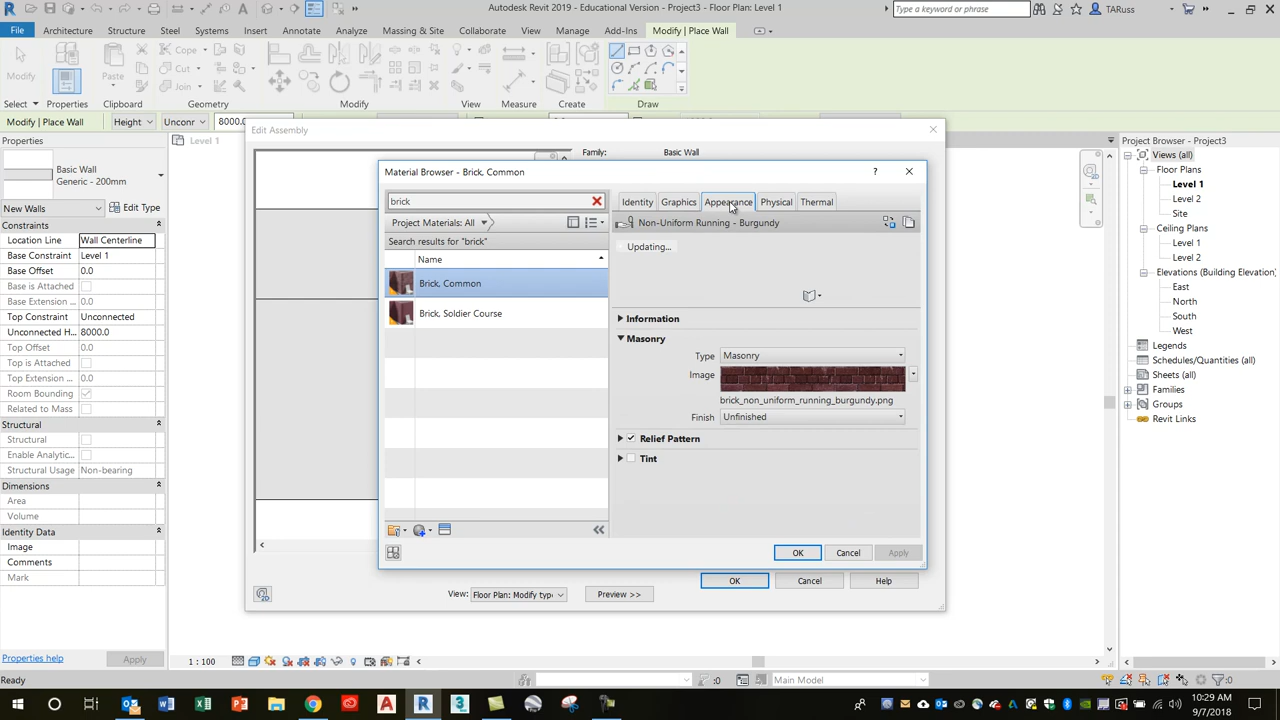 Autodesk Revit 2019 - Educational Version - Project3 - Floor Plan: Level 1
Type a keyword or phrase
TARuss
File Architecture Structure Steel Systems Insert Annotate Analyze Massing & Site Collaborate View Manage Add-Ins Modify | Place Wall
Modify Properties Paste Cope Cut Join
Select Properties Clipboard Geometry Modify View Measure Create Draw
Modify | Place Wall Height Unconr 8000.0
Properties
Basic Wall
Generic - 200mm
New Walls Edit Type
Constraints
Location Line Wall Centerline
Base Constraint Level 1
Base Offset 0.0
Base is Attached
Base Extension
Top Constraint Unconnected
Unconnected H... 8000.0
Top Offset 0.0
Top is Attached
Top Extension 0.0
Room Bounding
Related to Mass
Structural
Structural
Enable Analytic...
Structural Usage Non-bearing
Dimensions
Area
Volume
Identity Data
Image
Comments
Mark
Properties help Apply
Level 1
Edit Assembly
Family: Basic Wall
Material Browser - Brick, Common
?
brick
Project Materials: All
Search results for "brick"
Name
Brick, Common
Brick, Soldier Course
Identity Graphics Appearance Physical Thermal
Non-Uniform Running - Burgundy
Updating...
Information
Masonry
Type Masonry
Image
brick_non_uniform_running_burgundy.png
Finish Unfinished
Relief Pattern
Tint
OK Cancel Apply
OK Cancel Help
View: Floor Plan: Modify type Preview >>
Project Browser - Project3
Views (all)
Floor Plans
Level 1
Level 2
Site
Ceiling Plans
Level 1
Level 2
Elevations (Building Elevation)
East
North
South
West
Legends
Schedules/Quantities (all)
Sheets (all)
Families
Groups
Revit Links
1 : 100
Ready
:0
Main Model
:0
10:29 AM
9/7/2018